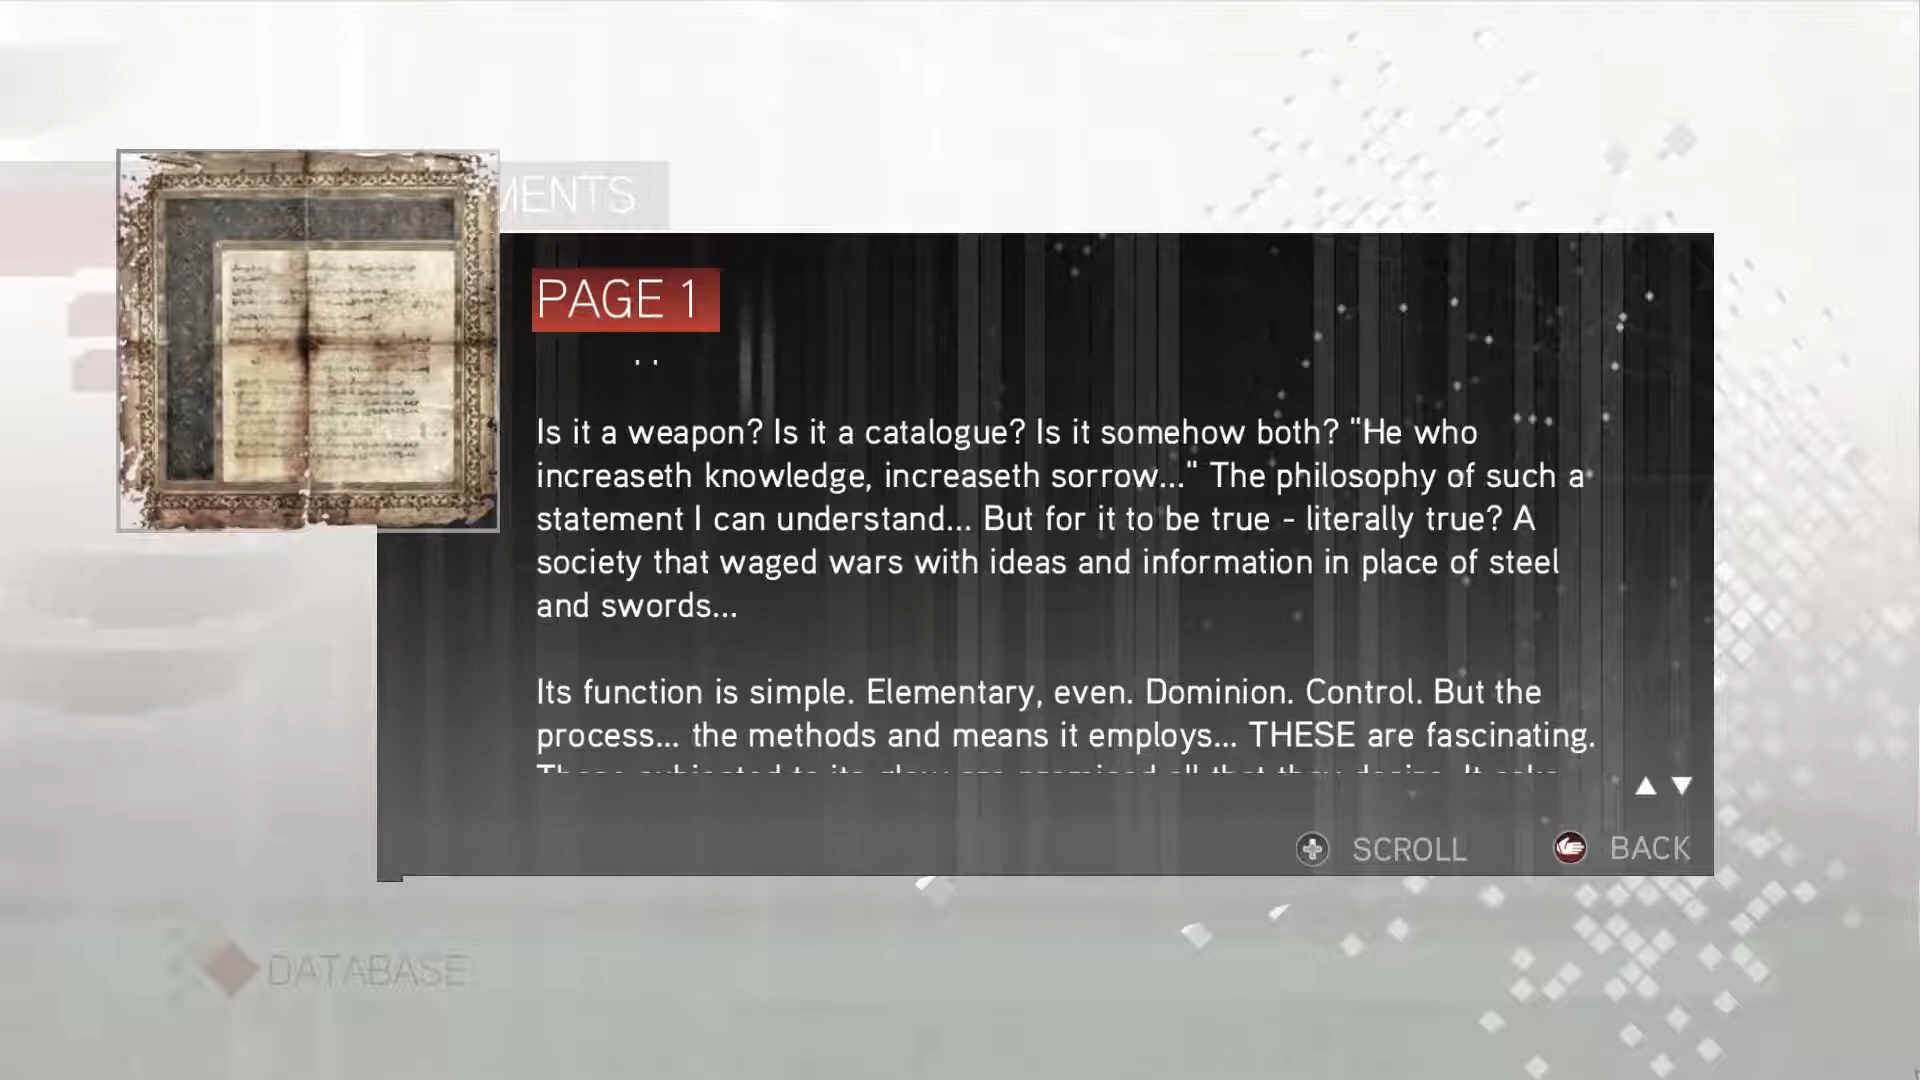 MENTS
PAGE 1
Is it a weapon? Is it a catalogue? Is it somehow both? "He who
increaseth knowledge, increaseth sorrow..." The philosophy of such a
statement I can understand... But for it to be true - literally true? A
society that waged wars with ideas and information in place of steel
and swords...
Its function is simple. Elementary, even. Dominion. Control. But the
process... the methods and means it employs... THESE are fascinating.
SCROLL
BACK
DATABASE